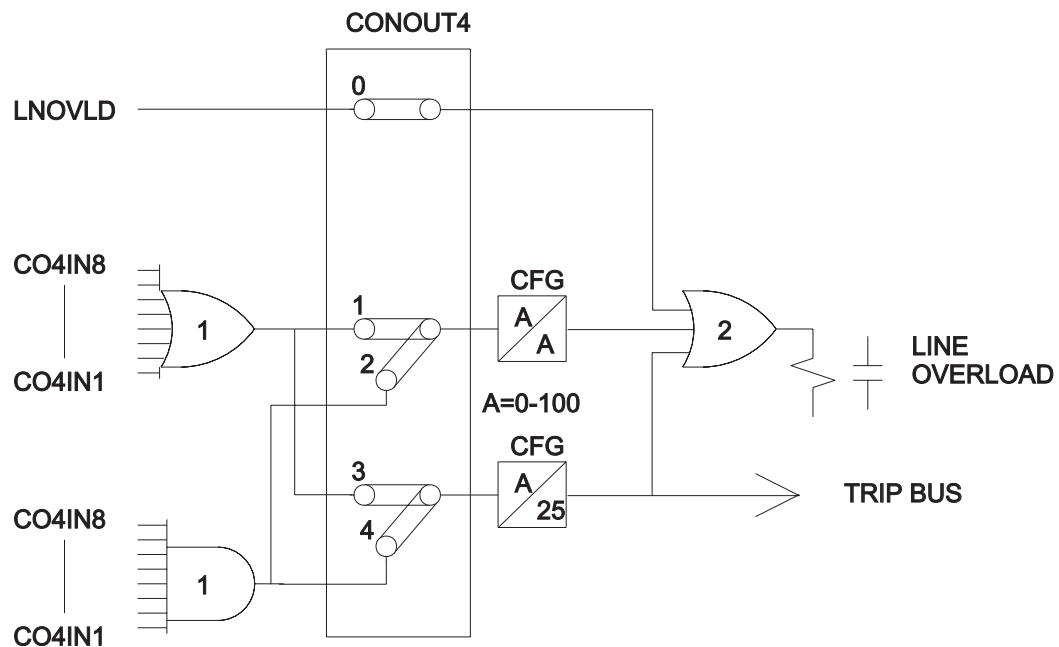 CONOUT4
0
LNOVLD
CO4IN8
CFG
1
A
1
2
A
2
LINE
OVERLOAD
CO4IN1
A=0-100
CFG
3
A
25
TRIP BUS
4
CO4IN8
1
CO4IN1